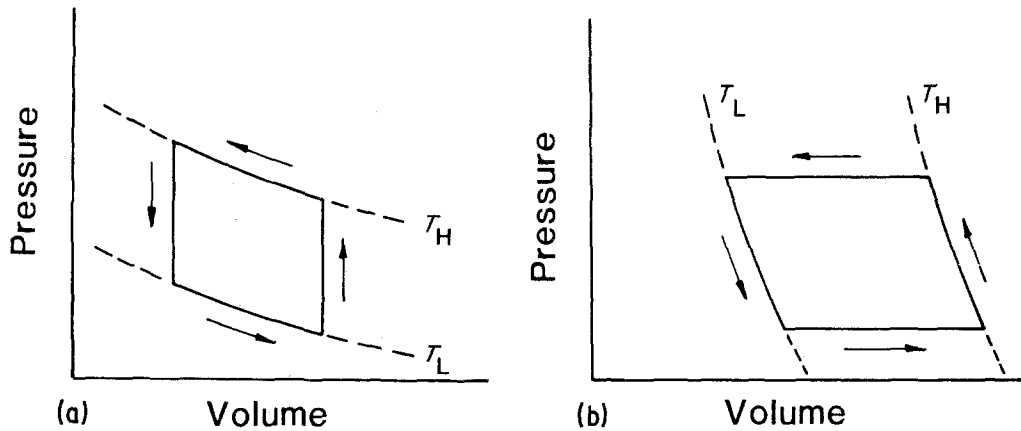 Pressure
T_H
T_L
(a) Volume
Pressure
T_L
T_H
(b) Volume